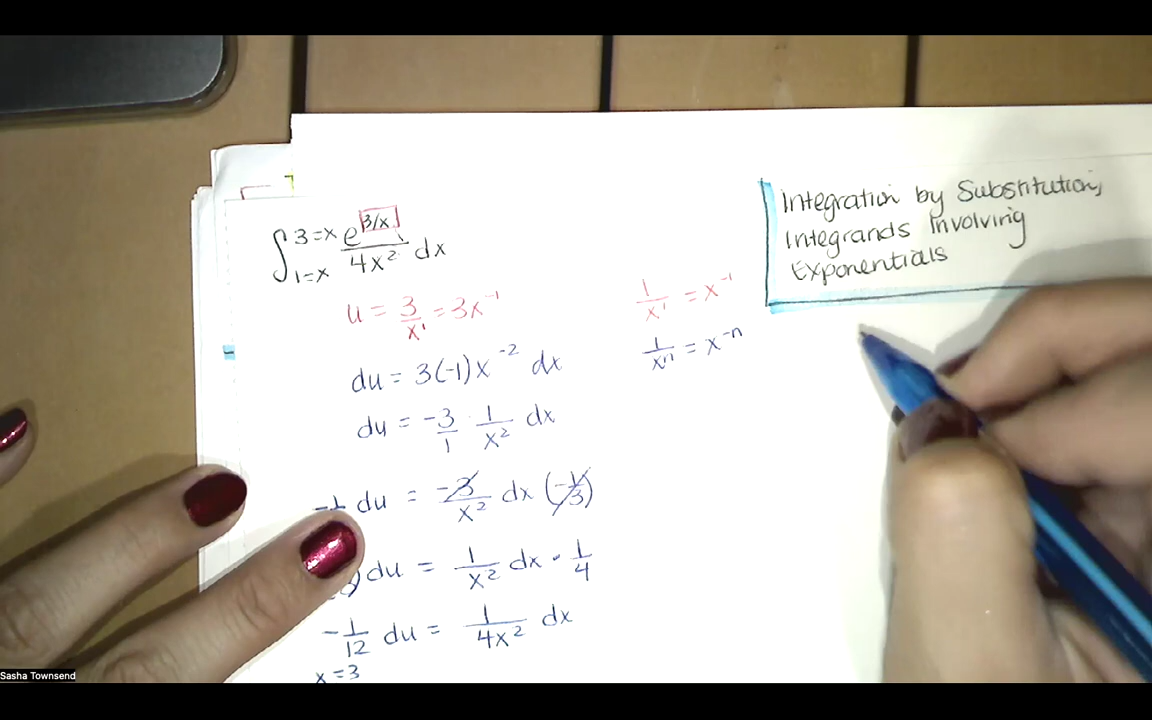 Integration by Substitution,
Integrands Involving
Exponentials
∫ 3=x 1=x e^{3/x} / 4x² dx
u = 3/x¹ = 3x⁻¹
1/x¹ = x⁻¹
du = 3(-1)x⁻² dx
1/xⁿ = x⁻ⁿ
du = -3/1 · 1/x² dx
du = -3/x² dx (-1/3)
du = 1/x² dx · 1/4
-1/12 du = 1/4x² dx
x=3
Sasha Townsend